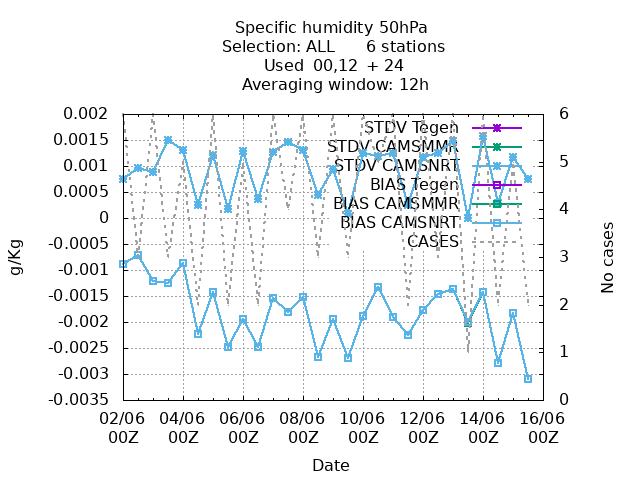 Specific humidity 50hPa
Selection: ALL 6 stations
Used 00,12 + 24
Averaging window: 12h
0.002
0.0015
0.001
0.0005
0
-0.0005
-0.001
-0.0015
-0.002
-0.0025
-0.003
-0.0035
g/Kg
STDV Tegen
STDV CAMSMMR
STDV CAMSNRT
BIAS Tegen
BIAS CAMSMMR
BIAS CAMSNRT
CASES
6
5
4
3
2
1
0
No cases
02/06 04/06 06/06 08/06 10/06 12/06 14/06 16/06
00Z 00Z 00Z 00Z 00Z 00Z 00Z 00Z
Date